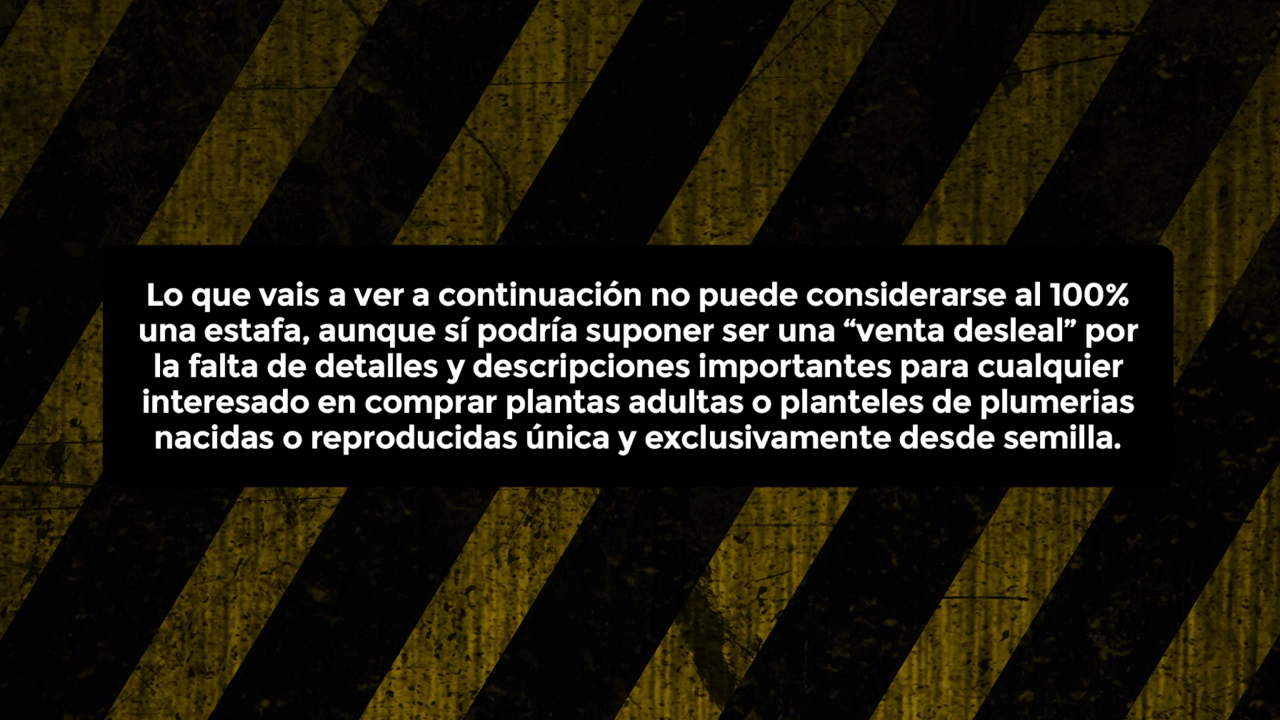 Lo que vais a ver a continuación no puede considerarse al 100%
una estafa, aunque sí podría suponer ser una “venta desleal” por
la falta de detalles y descripciones importantes para cualquier
interesado en comprar plantas adultas o planteles de plumerias
nacidas o reproducidas única y exclusivamente desde semilla.